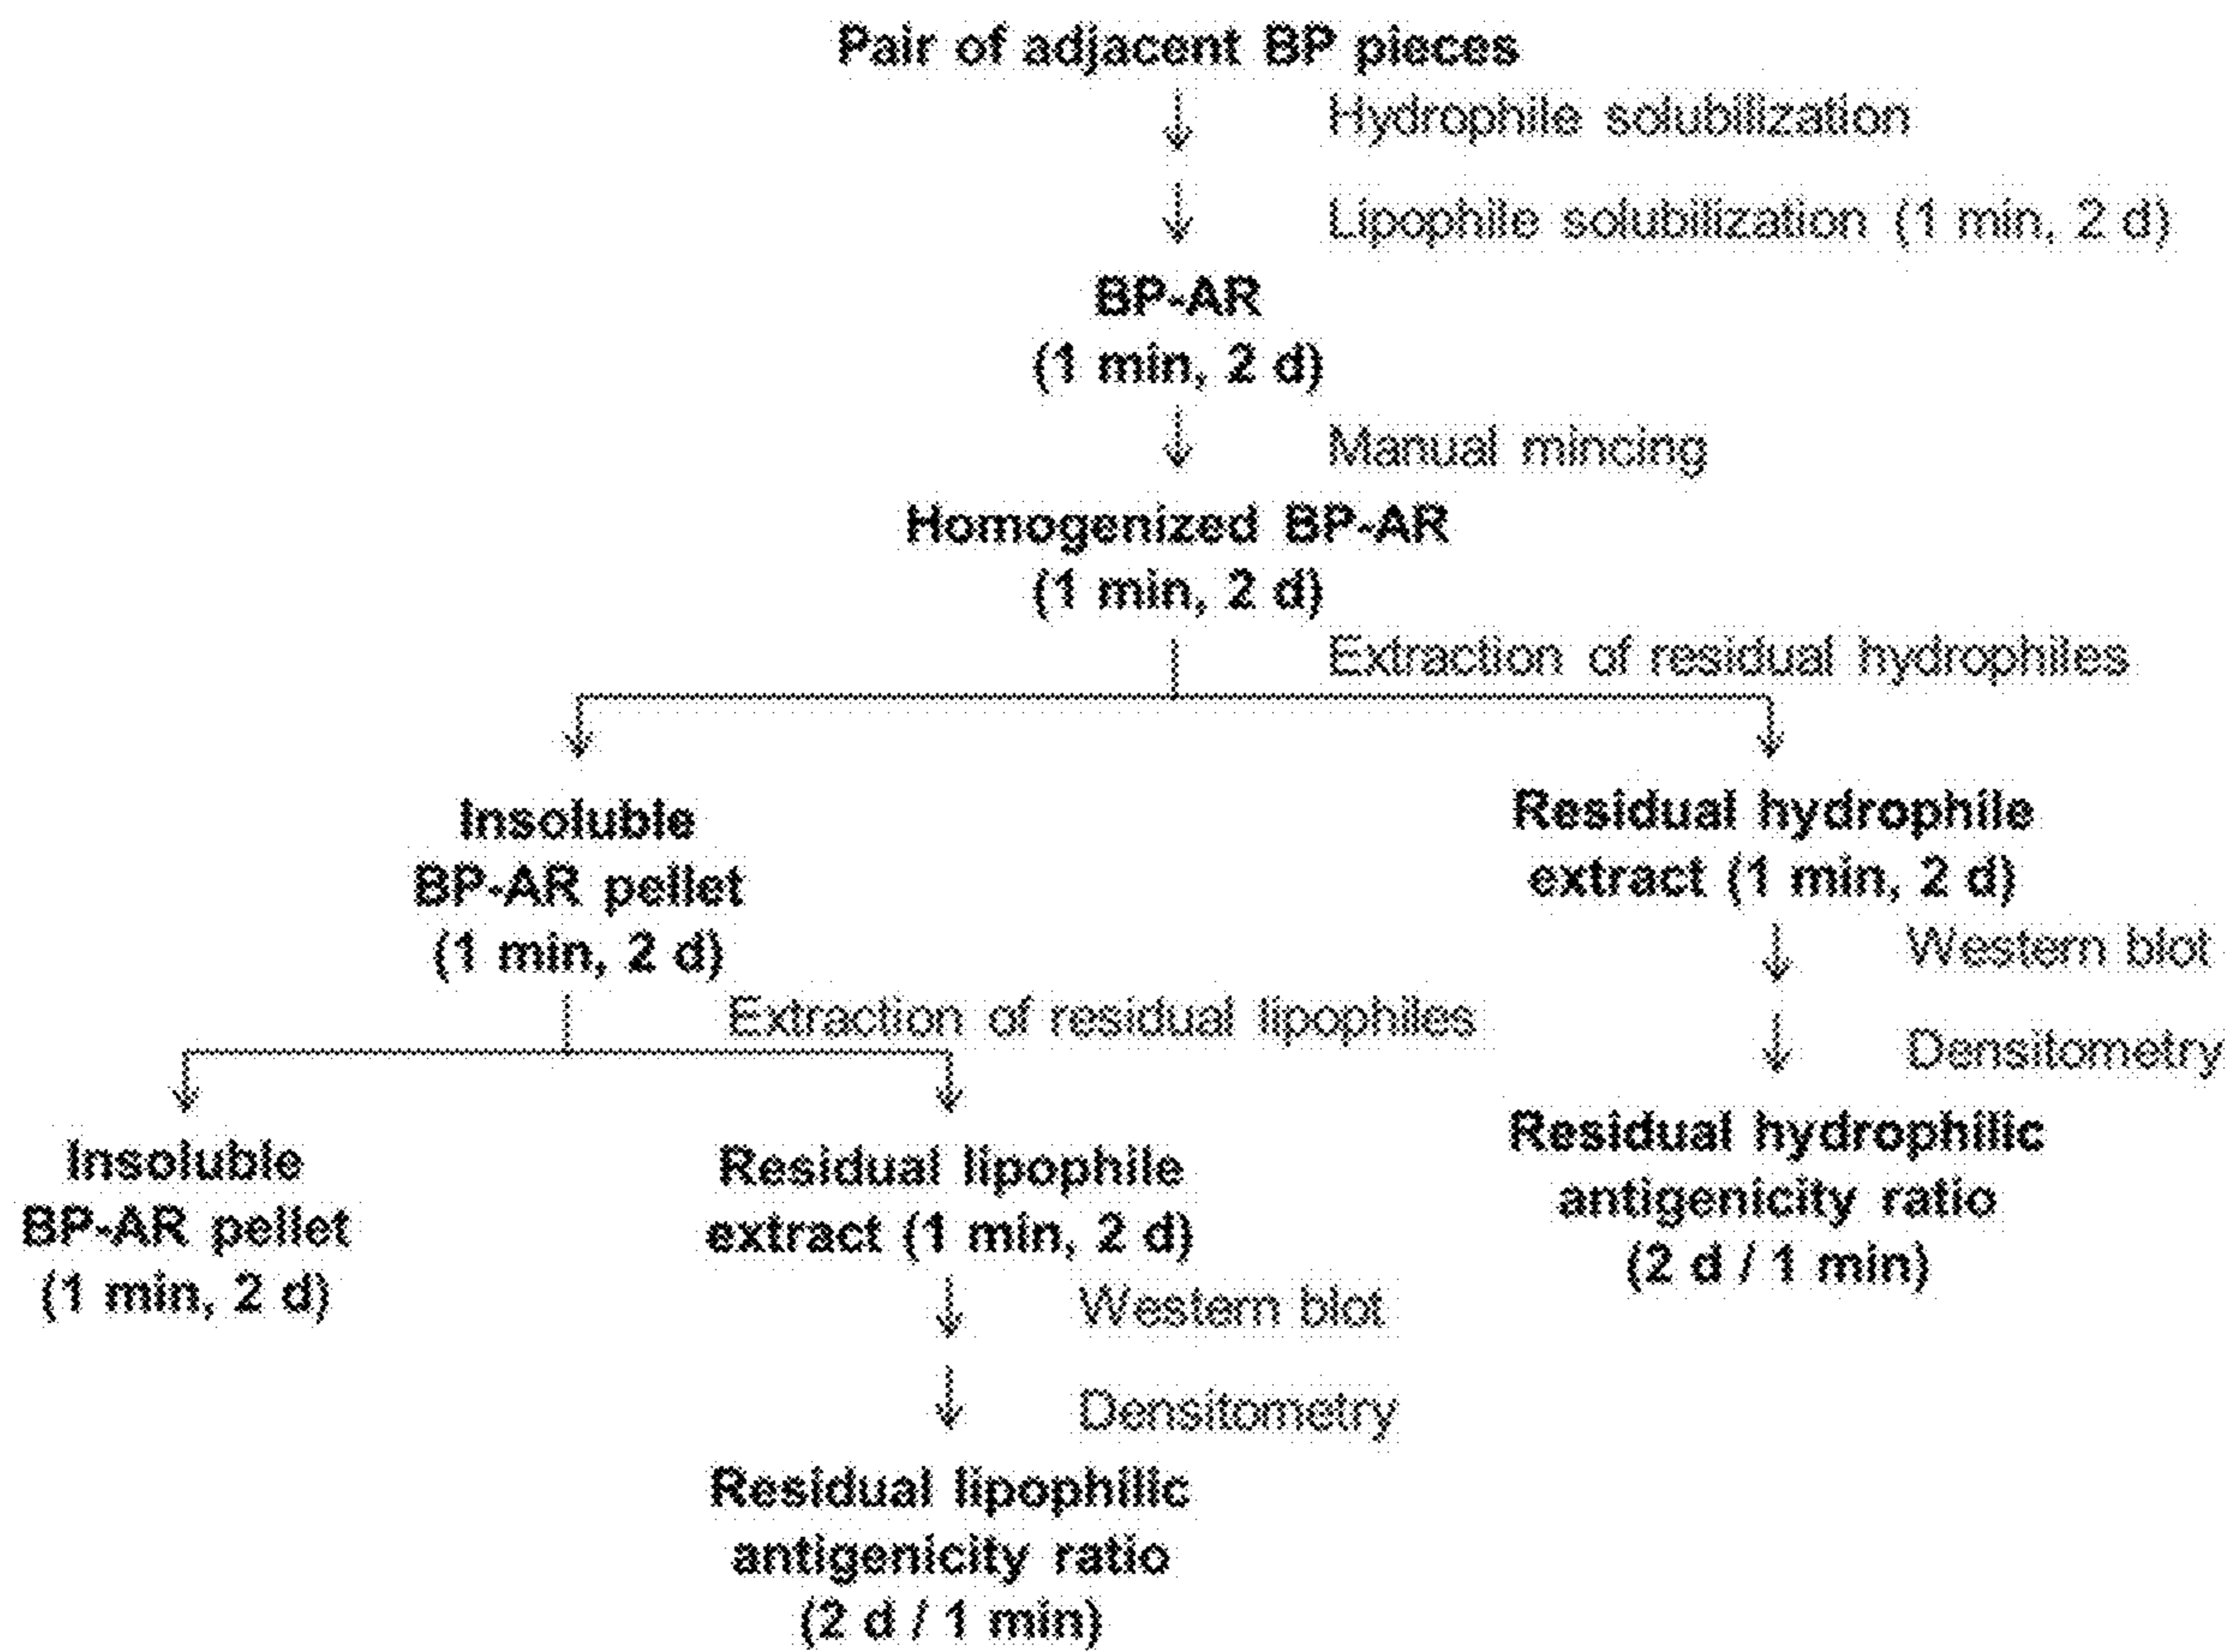 Pair of adjacent BP pieces
Hydrophile solubilization
Lipophile solubilization (1 min, 2 d)
BP-AR
(1 min, 2 d)
Manual mincing
Homogenized BP-AR
(1 min, 2 d)
Extraction of residual hydrophiles
Insoluble
BP-AR pellet
(1 min, 2 d)
Residual hydrophile
extract (1 min, 2 d)
Western blot
Densitometry
Residual hydrophilic
antigenicity ratio
(2 d / 1 min)
Extraction of residual lipophiles
Insoluble
BP-AR pellet
(1 min, 2 d)
Residual lipophile
extract (1 min, 2 d)
Western blot
Densitometry
Residual lipophilic
antigenicity ratio
(2 d / 1 min)